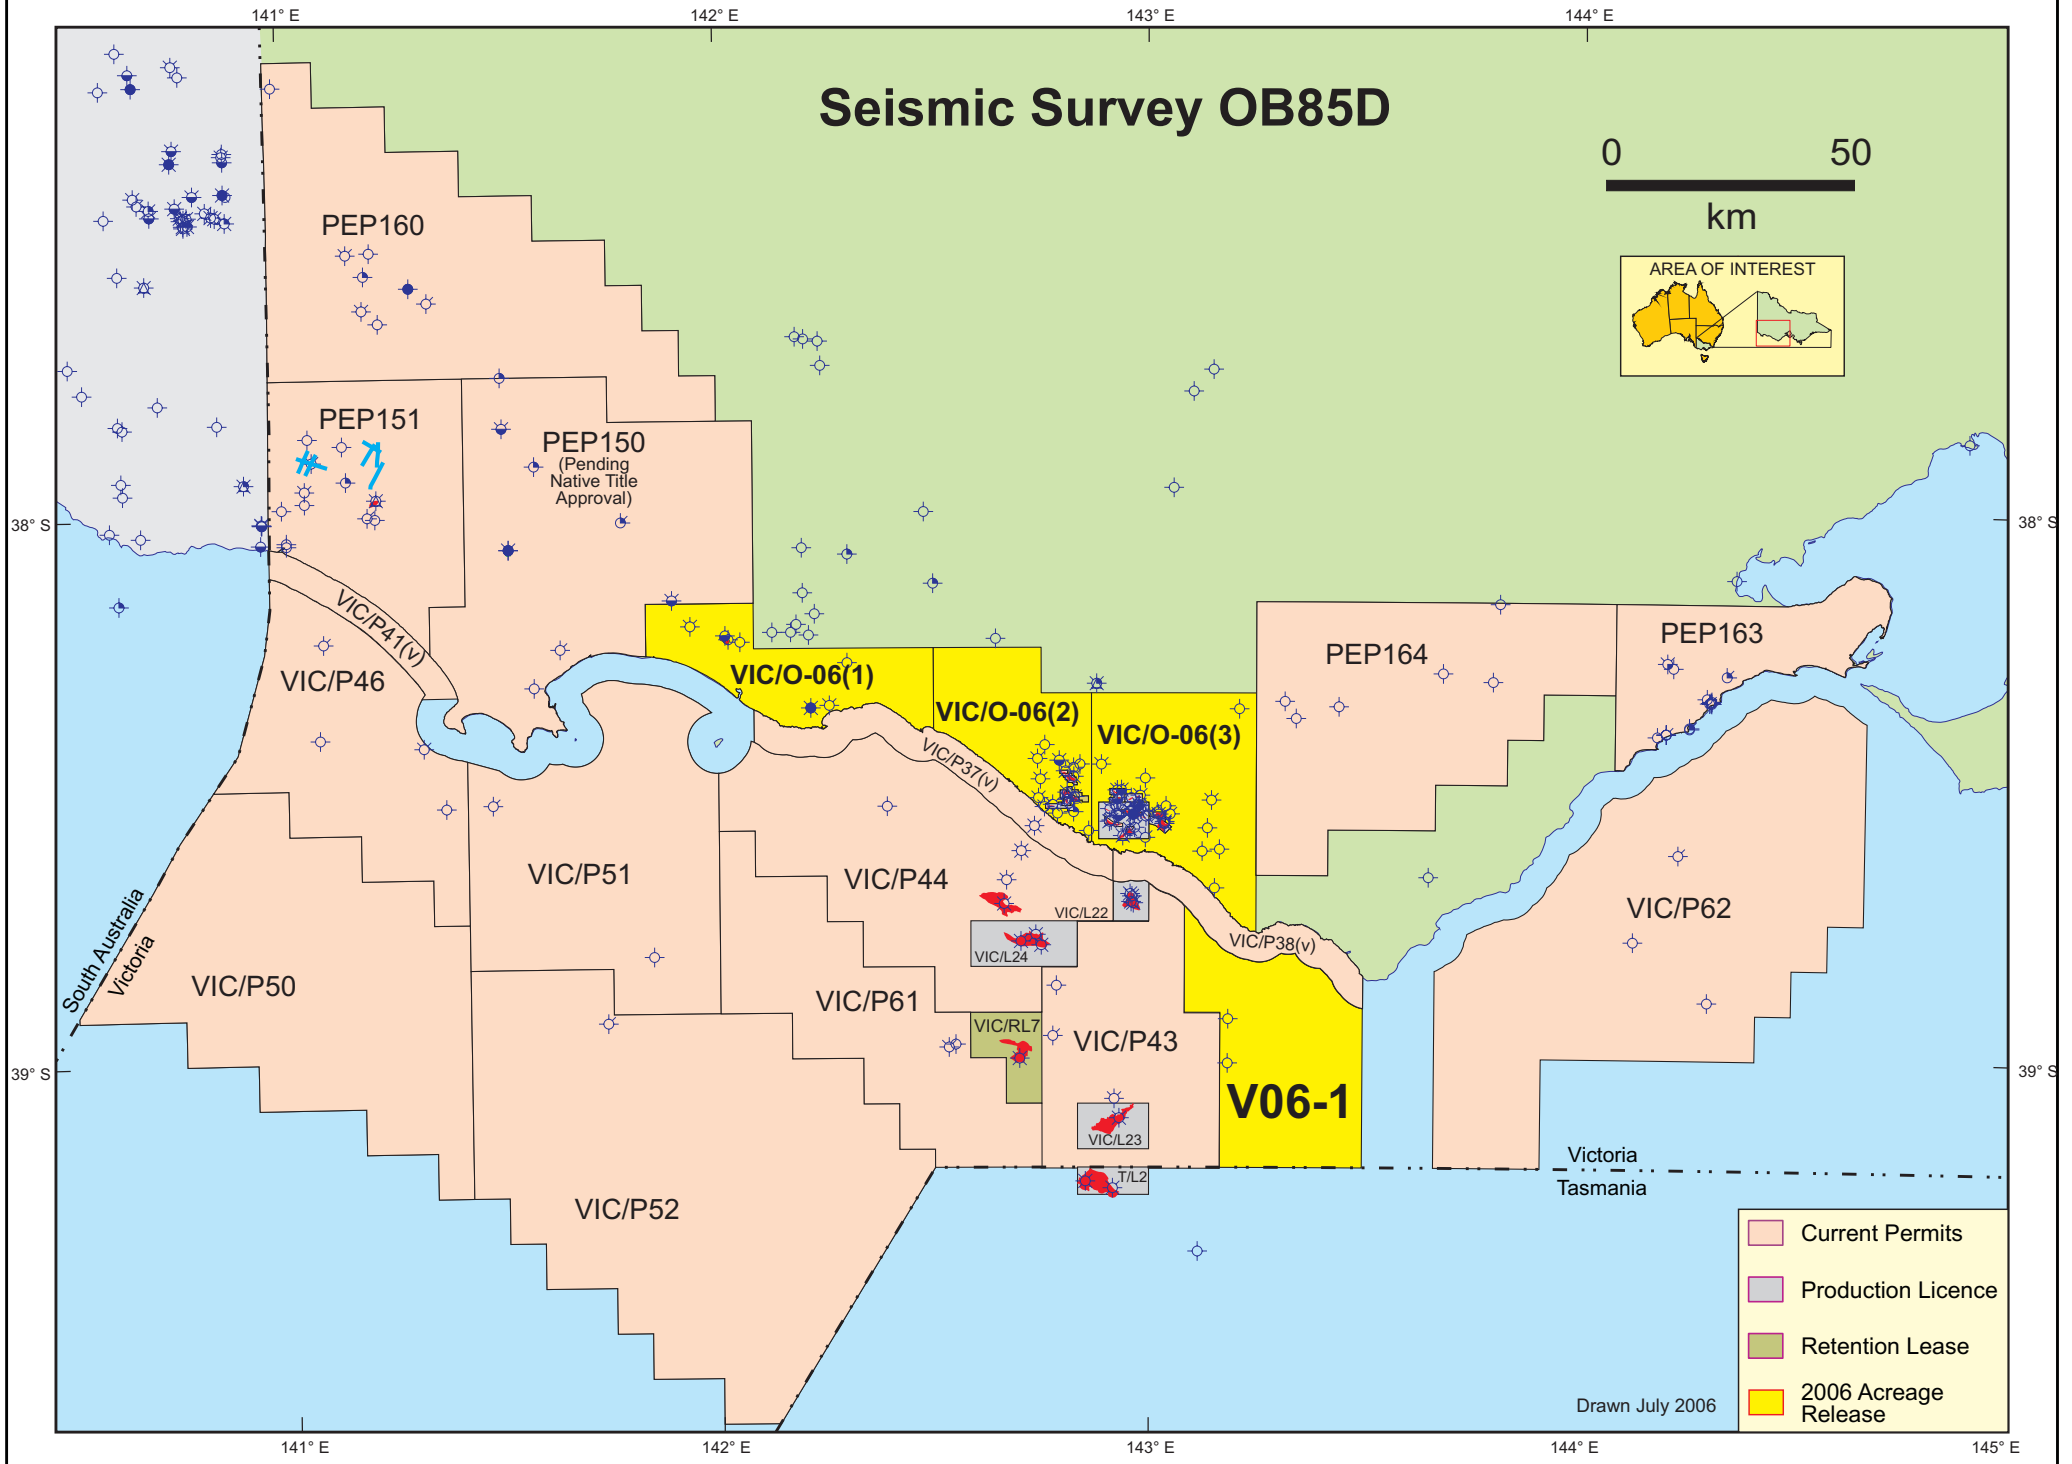 141° E
142° E
143° E
144° E
Seismic Survey OB85D
0
50
km
AREA OF INTEREST
PEP160
PEP151
PEP150
(Pending
Native Title
Approval)
38° S
38° S
VIC/P41(v)
VIC/P46
VIC/O-06(1)
VIC/O-06(2)
VIC/O-06(3)
PEP164
PEP163
VIC/P37(v)
VIC/P51
VIC/P44
VIC/L22
VIC/P62
VIC/P38(v)
VIC/L24
South Australia
Victoria
VIC/P50
VIC/P61
VIC/RL7
VIC/P43
39° S
39° S
V06-1
VIC/L23
T/L2
Victoria
Tasmania
VIC/P52
Current Permits
Production Licence
Retention Lease
2006 Acreage
Release
Drawn July 2006
141° E
142° E
143° E
144° E
145° E